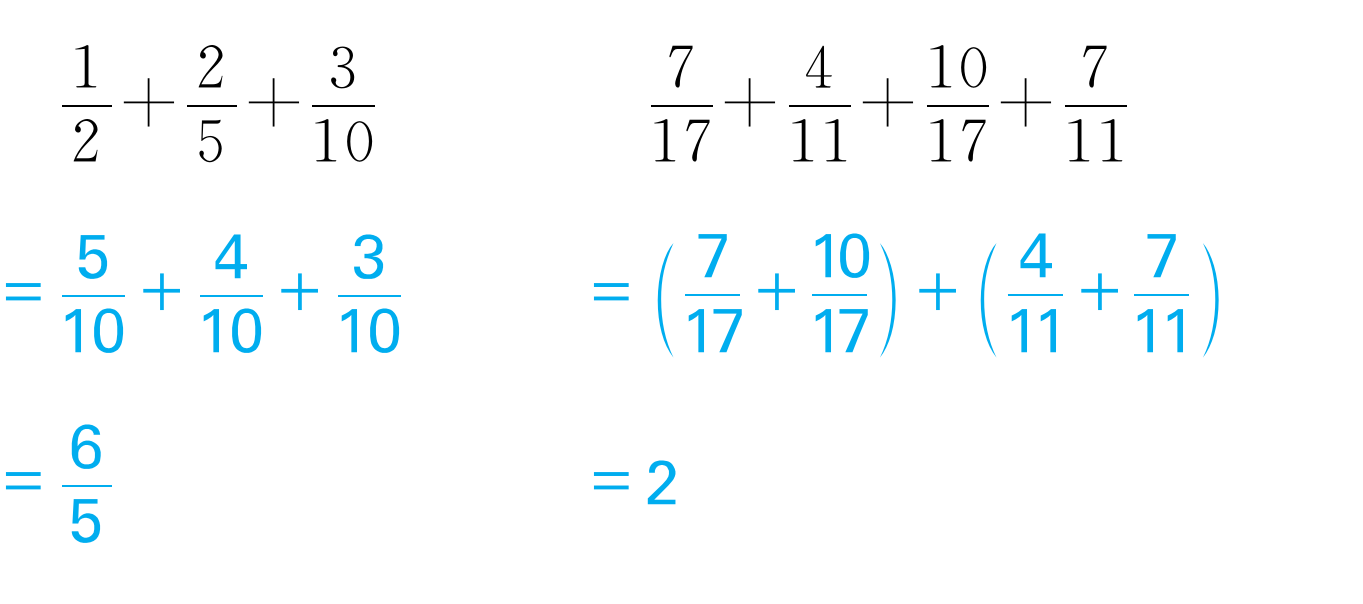 1/2 + 2/5 + 3/10
= 5/10 + 4/10 + 3/10
= 6/5
7/17 + 4/11 + 10/17 + 7/11
= (7/17 + 10/17) + (4/11 + 7/11)
= 2